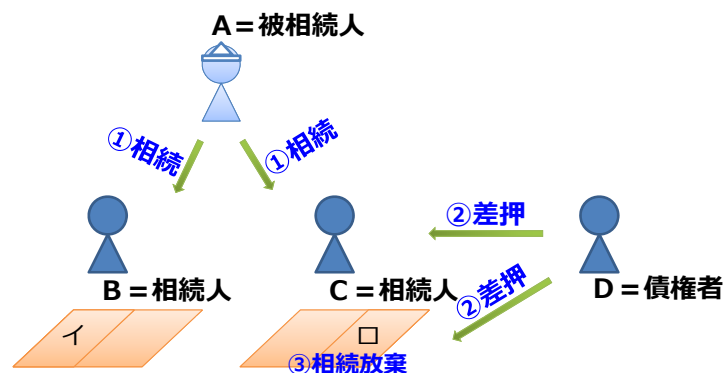 A＝被相続人
①相続
①相続
②差押
B＝相続人
C＝相続人
②差押
D＝債権者
イ
ロ
③相続放棄